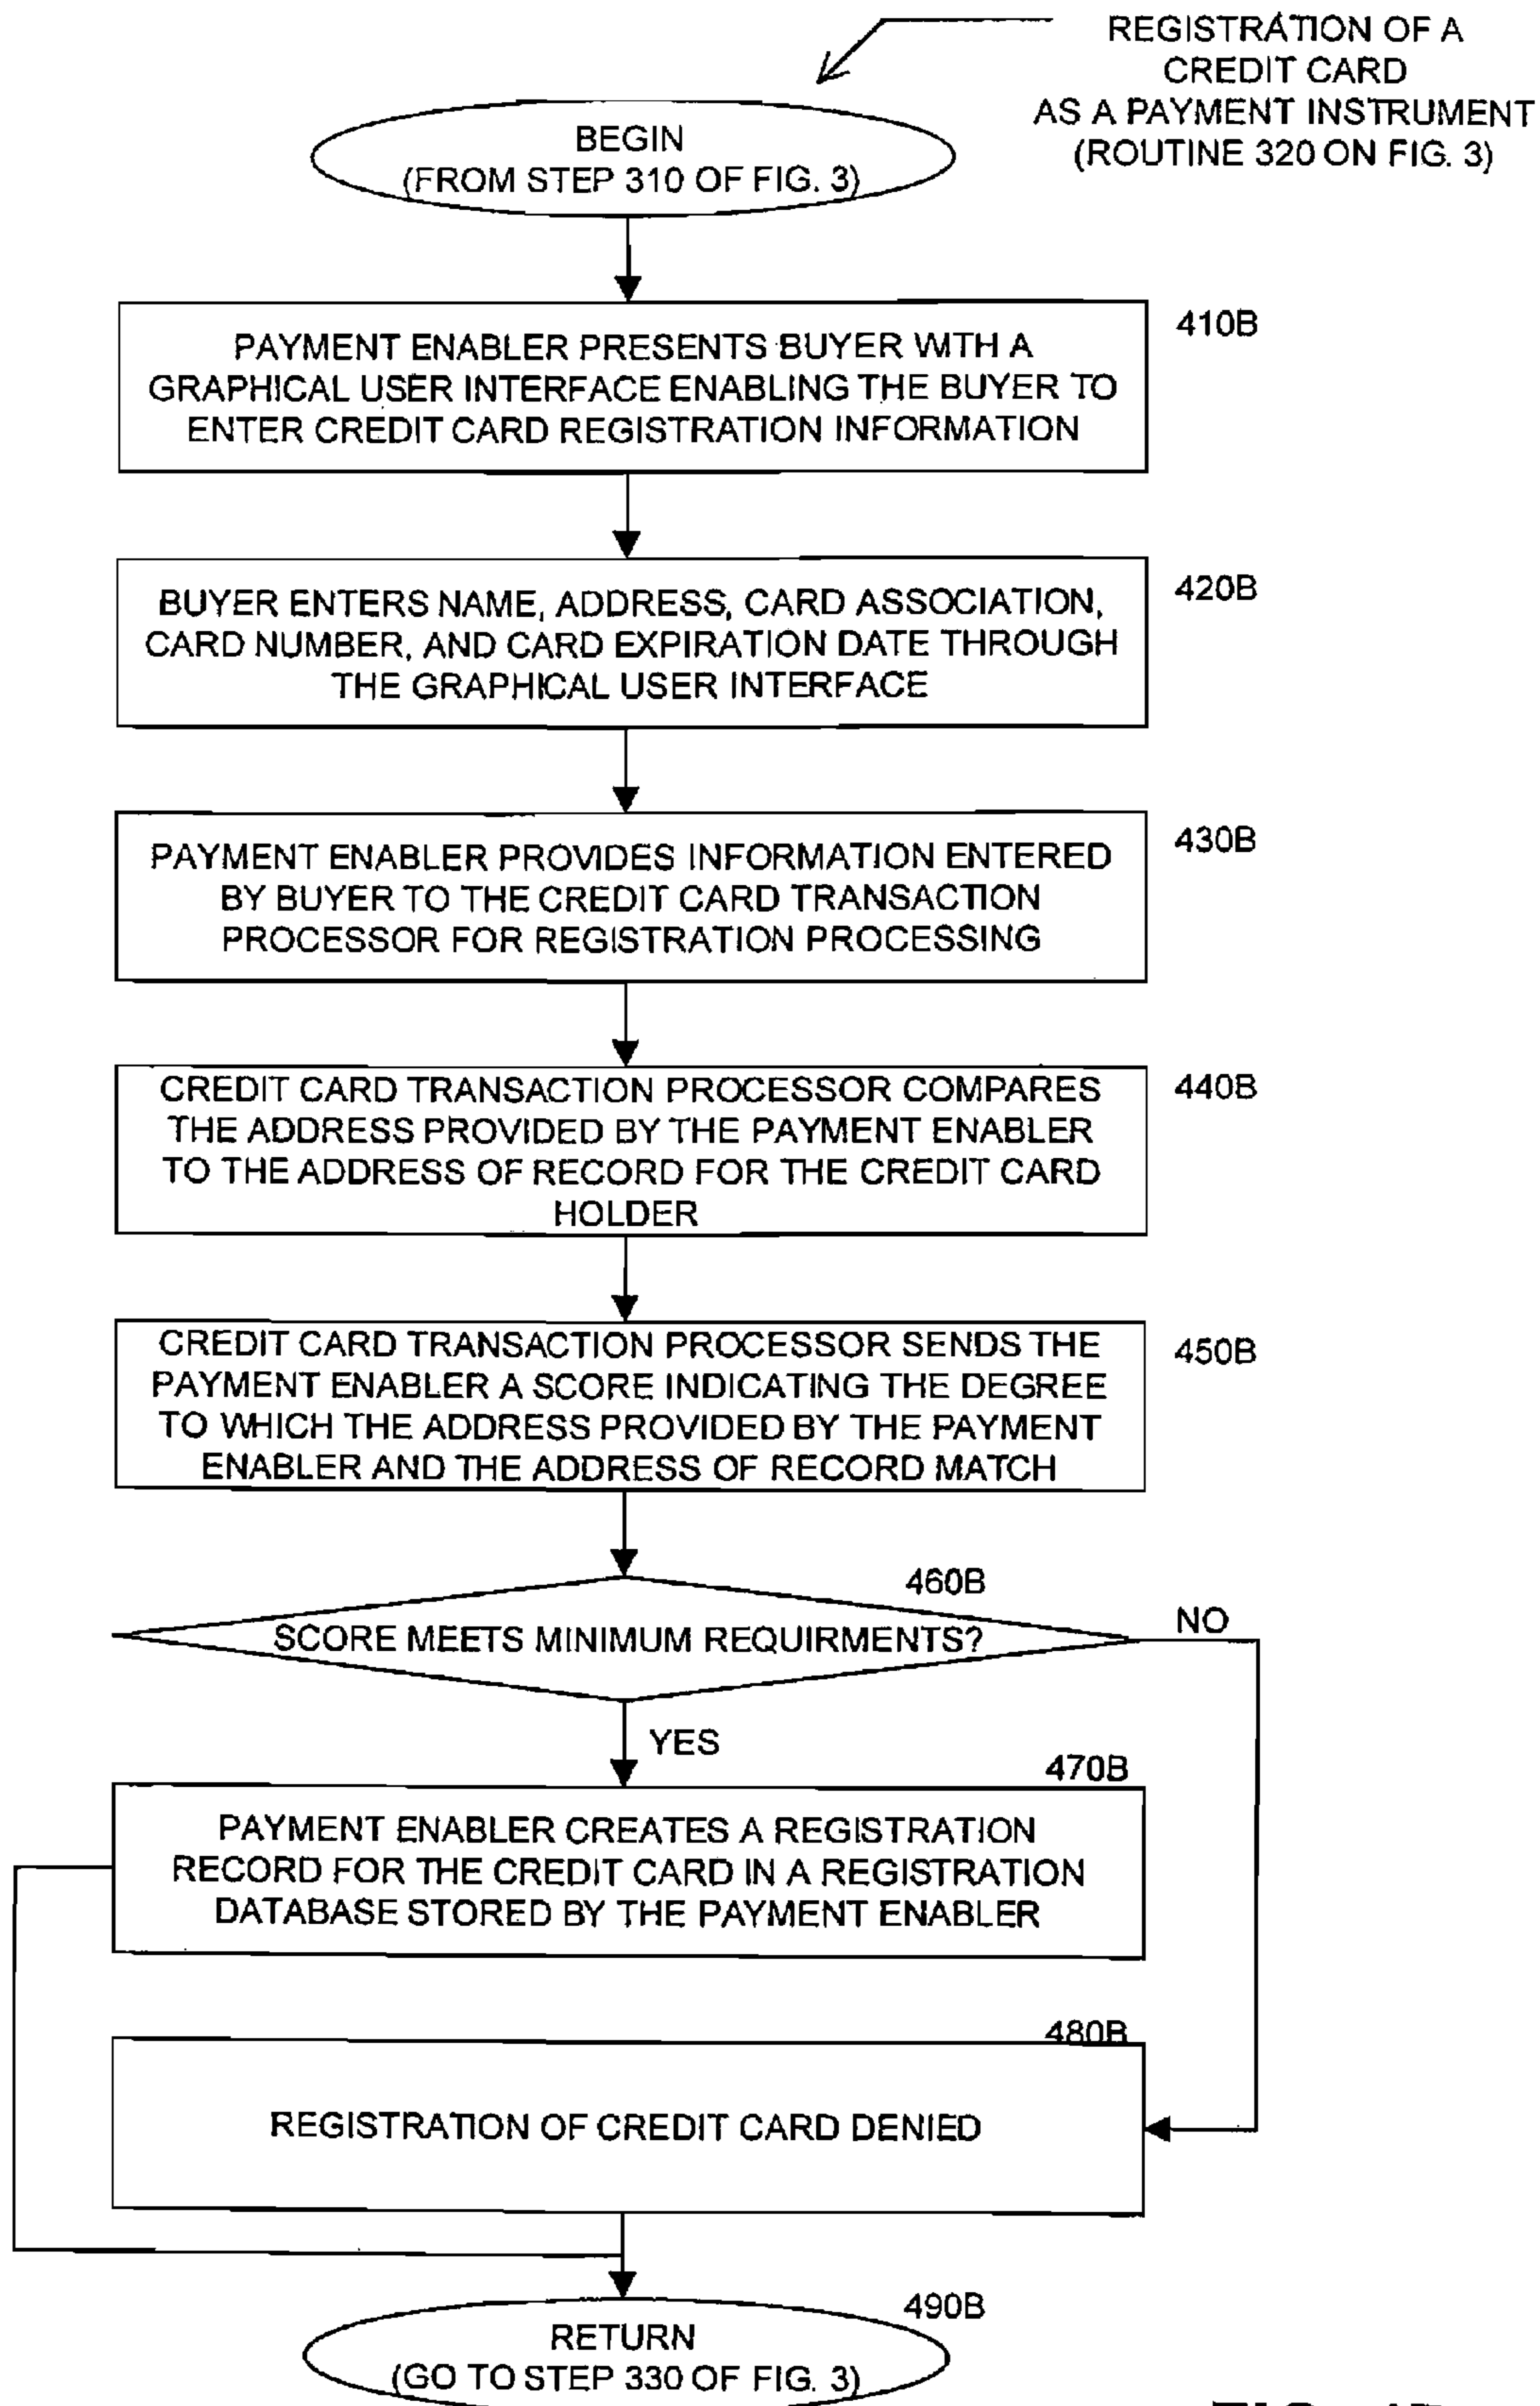 REGISTRATION OF A
CREDIT CARD
AS A PAYMENT INSTRUMENT
(ROUTINE 320 ON FIG. 3)
BEGIN
(FROM STEP 310 OF FIG. 3)
410B
PAYMENT ENABLER PRESENTS BUYER WITH A
GRAPHICAL USER INTERFACE ENABLING THE BUYER TO
ENTER CREDIT CARD REGISTRATION INFORMATION
420B
BUYER ENTERS NAME, ADDRESS, CARD ASSOCIATION,
CARD NUMBER, AND CARD EXPIRATION DATE THROUGH
THE GRAPHICAL USER INTERFACE
430B
PAYMENT ENABLER PROVIDES INFORMATION ENTERED
BY BUYER TO THE CREDIT CARD TRANSACTION
PROCESSOR FOR REGISTRATION PROCESSING
440B
CREDIT CARD TRANSACTION PROCESSOR COMPARES
THE ADDRESS PROVIDED BY THE PAYMENT ENABLER
TO THE ADDRESS OF RECORD FOR THE CREDIT CARD
HOLDER
450B
CREDIT CARD TRANSACTION PROCESSOR SENDS THE
PAYMENT ENABLER A SCORE INDICATING THE DEGREE
TO WHICH THE ADDRESS PROVIDED BY THE PAYMENT
ENABLER AND THE ADDRESS OF RECORD MATCH
460B
SCORE MEETS MINIMUM REQUIRMENTS?
NO
YES
470B
PAYMENT ENABLER CREATES A REGISTRATION
RECORD FOR THE CREDIT CARD IN A REGISTRATION
DATABASE STORED BY THE PAYMENT ENABLER
480B
REGISTRATION OF CREDIT CARD DENIED
490B
RETURN
(GO TO STEP 330 OF FIG. 3)